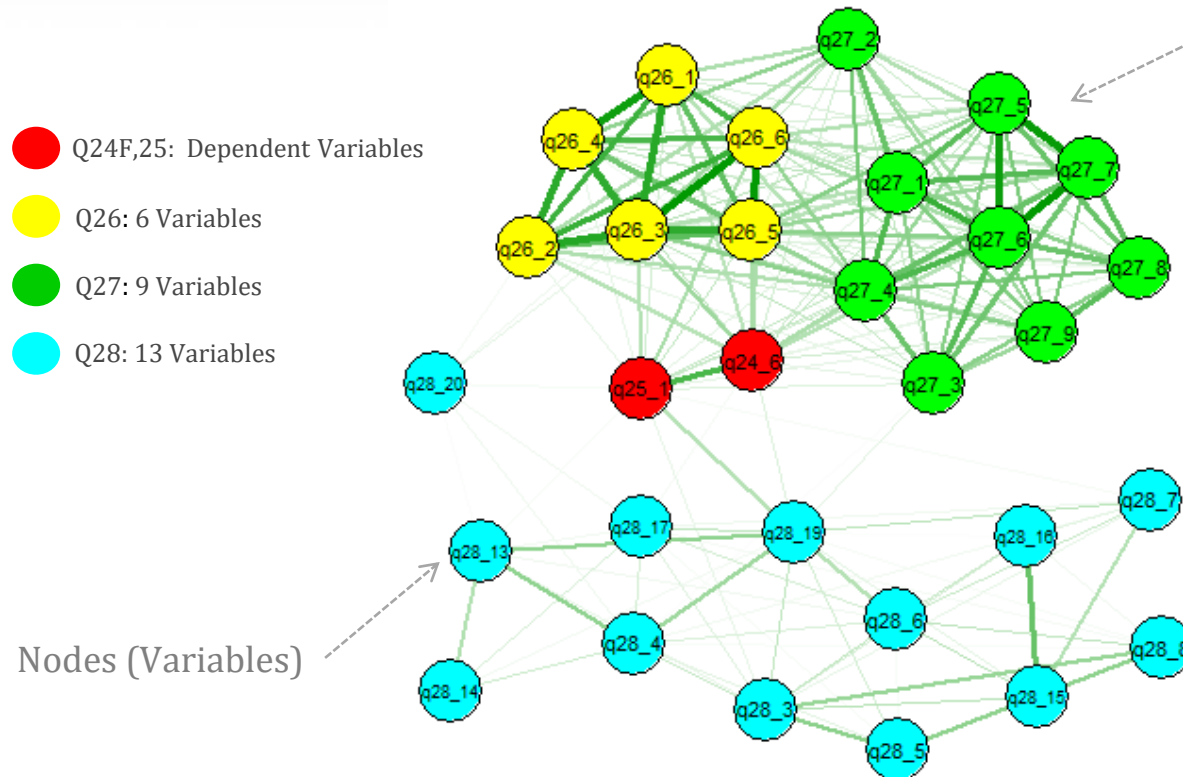 q27_2
q26_1
q27_5
q26_4
q26_6
Q24F,25: Dependent Variables
q27_7
q27_1
Q26: 6 Variables
q26_3
q26_5
q27_6
q26_2
q27_8
Q27: 9 Variables
q27_4
q27_9
Q28: 13 Variables
q24_6
q28_20
q25_1
q27_3
q28_7
q28_17
q28_19
q28_16
q28_13
q28_6
q28_4
q28_8
Nodes (Variables)
q28_14
q28_15
q28_3
q28_5